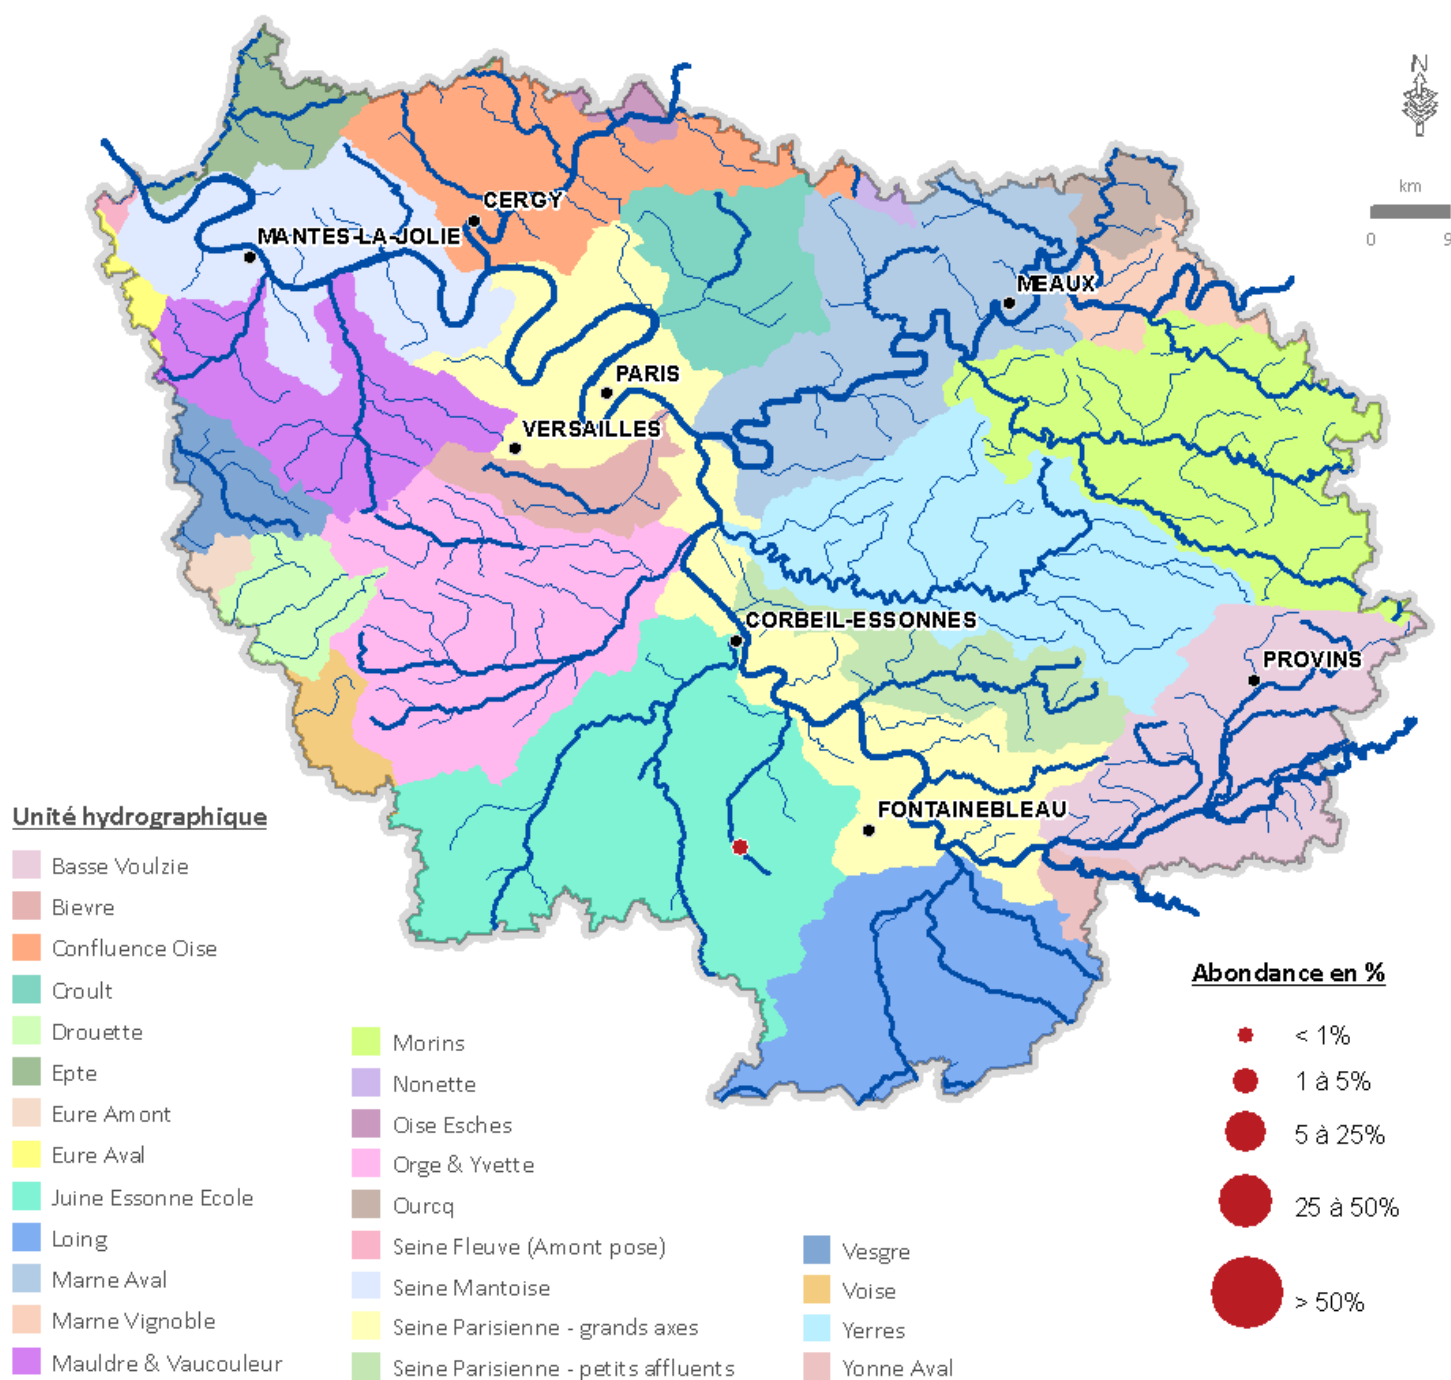 N
km
0 9
CERGY
MANTES-LA-JOLIE
MEAUX
PARIS
VERSAILLES
CORBEIL-ESSONNES
PROVINS
FONTAINEBLEAU
Unité hydrographique
Basse Voulzie
Bievre
Confluence Oise
Croult
Drouette
Epte
Eure Amont
Eure Aval
Juine Essonne Ecole
Loing
Marne Aval
Marne Vignoble
Mauldre & Vaucouleur
Morins
Nonette
Oise Esches
Orge & Yvette
Ourcq
Seine Fleuve (Amont pose)
Seine Mantoise
Seine Parisienne - grands axes
Seine Parisienne - petits affluents
Vesgre
Voise
Yerres
Yonne Aval
Abondance en %
< 1%
1 à 5%
5 à 25%
25 à 50%
> 50%